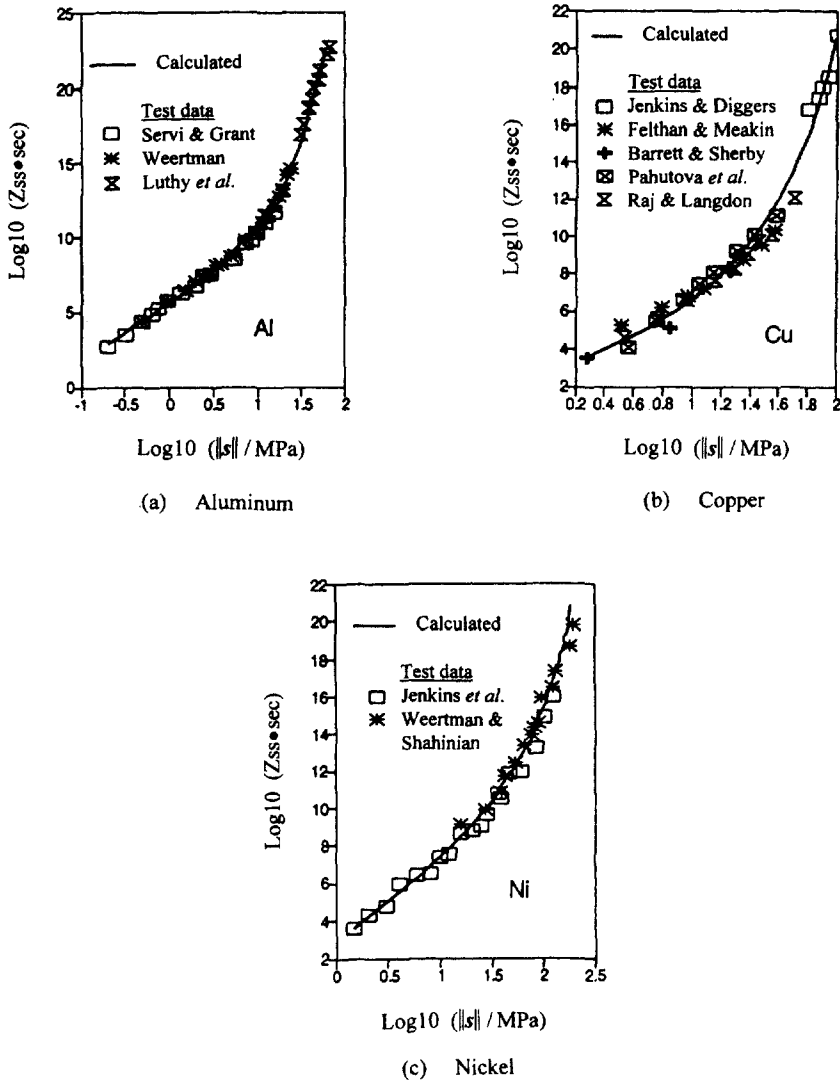 25
20
15
10
5
0
-1
-0.5
0
0.5
1
1.5
2
Log10 (Zss•sec)
Calculated
Test data
Servi & Grant
Weertman
Luthy et al.
Al
Log10 (||s|| / MPa)
(a) Aluminum
22
20
18
16
14
12
10
8
6
4
2
0.2 0.4 0.6 0.8 1 1.2 1.4 1.6 1.8 2
Log10 (Zss•sec)
Calculated
Test data
Jenkins & Diggers
Felthan & Meakin
Barrett & Sherby
Pahutova et al.
Raj & Langdon
Cu
Log10 (||s|| / MPa)
(b) Copper
22
20
18
16
14
12
10
8
6
4
2
0 0.5 1 1.5 2 2.5
Log10 (Zss•sec)
Calculated
Test data
Jenkins et al.
Weertman &
Shahinian
Ni
Log10 (||s|| / MPa)
(c) Nickel